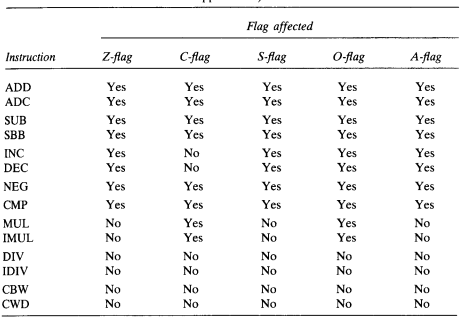 Flag affected
Instruction Z-flag C-flag S-flag O-flag A-flag
ADD Yes Yes Yes Yes Yes
ADC Yes Yes Yes Yes Yes
SUB Yes Yes Yes Yes Yes
SBB Yes Yes Yes Yes Yes
INC Yes No Yes Yes Yes
DEC Yes No Yes Yes Yes
NEG Yes Yes Yes Yes Yes
CMP Yes Yes Yes Yes Yes
MUL No Yes No Yes No
IMUL No Yes No Yes No
DIV No No No No No
IDIV No No No No No
CBW No No No No No
CWD No No No No No